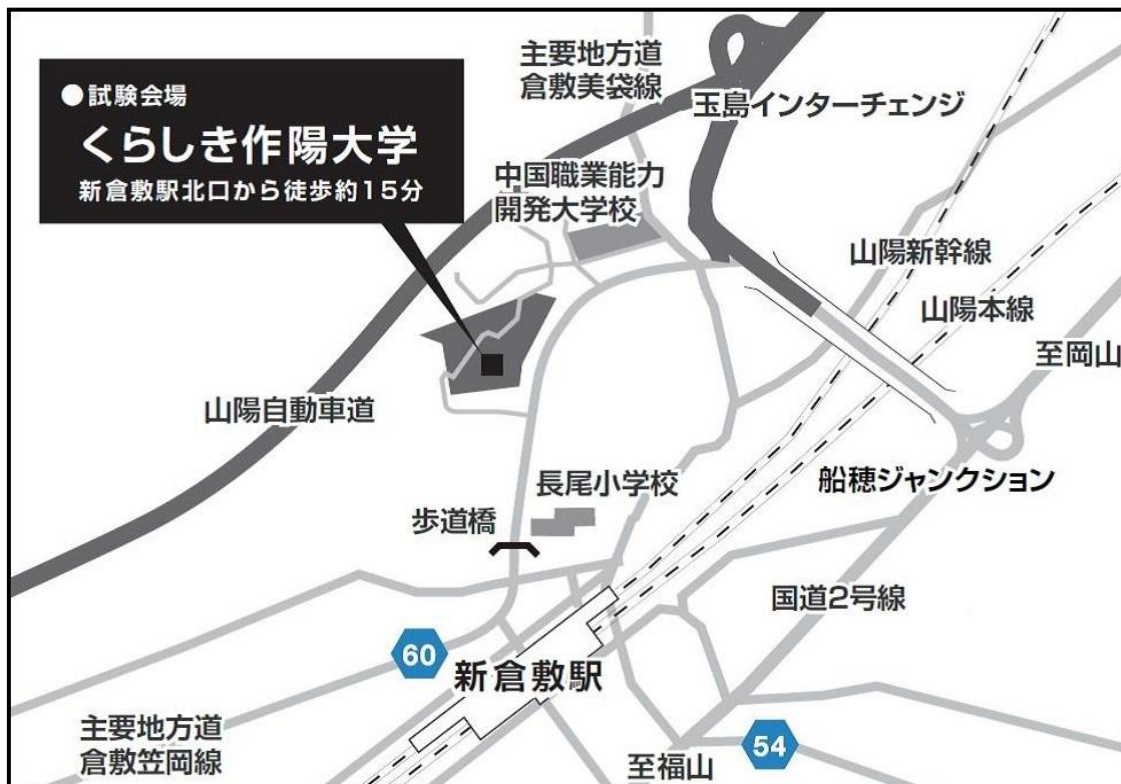 ●試験会場
くらしき作陽大学
新倉敷駅北口から徒歩約15分
主要地方道
倉敷美袋線
玉島インターチェンジ
中国職業能力
開発大学校
山陽新幹線
山陽本線
至岡山
山陽自動車道
船穂ジャンクション
長尾小学校
歩道橋
国道2号線
60
新倉敷駅
主要地方道
倉敷笠岡線
54
至福山